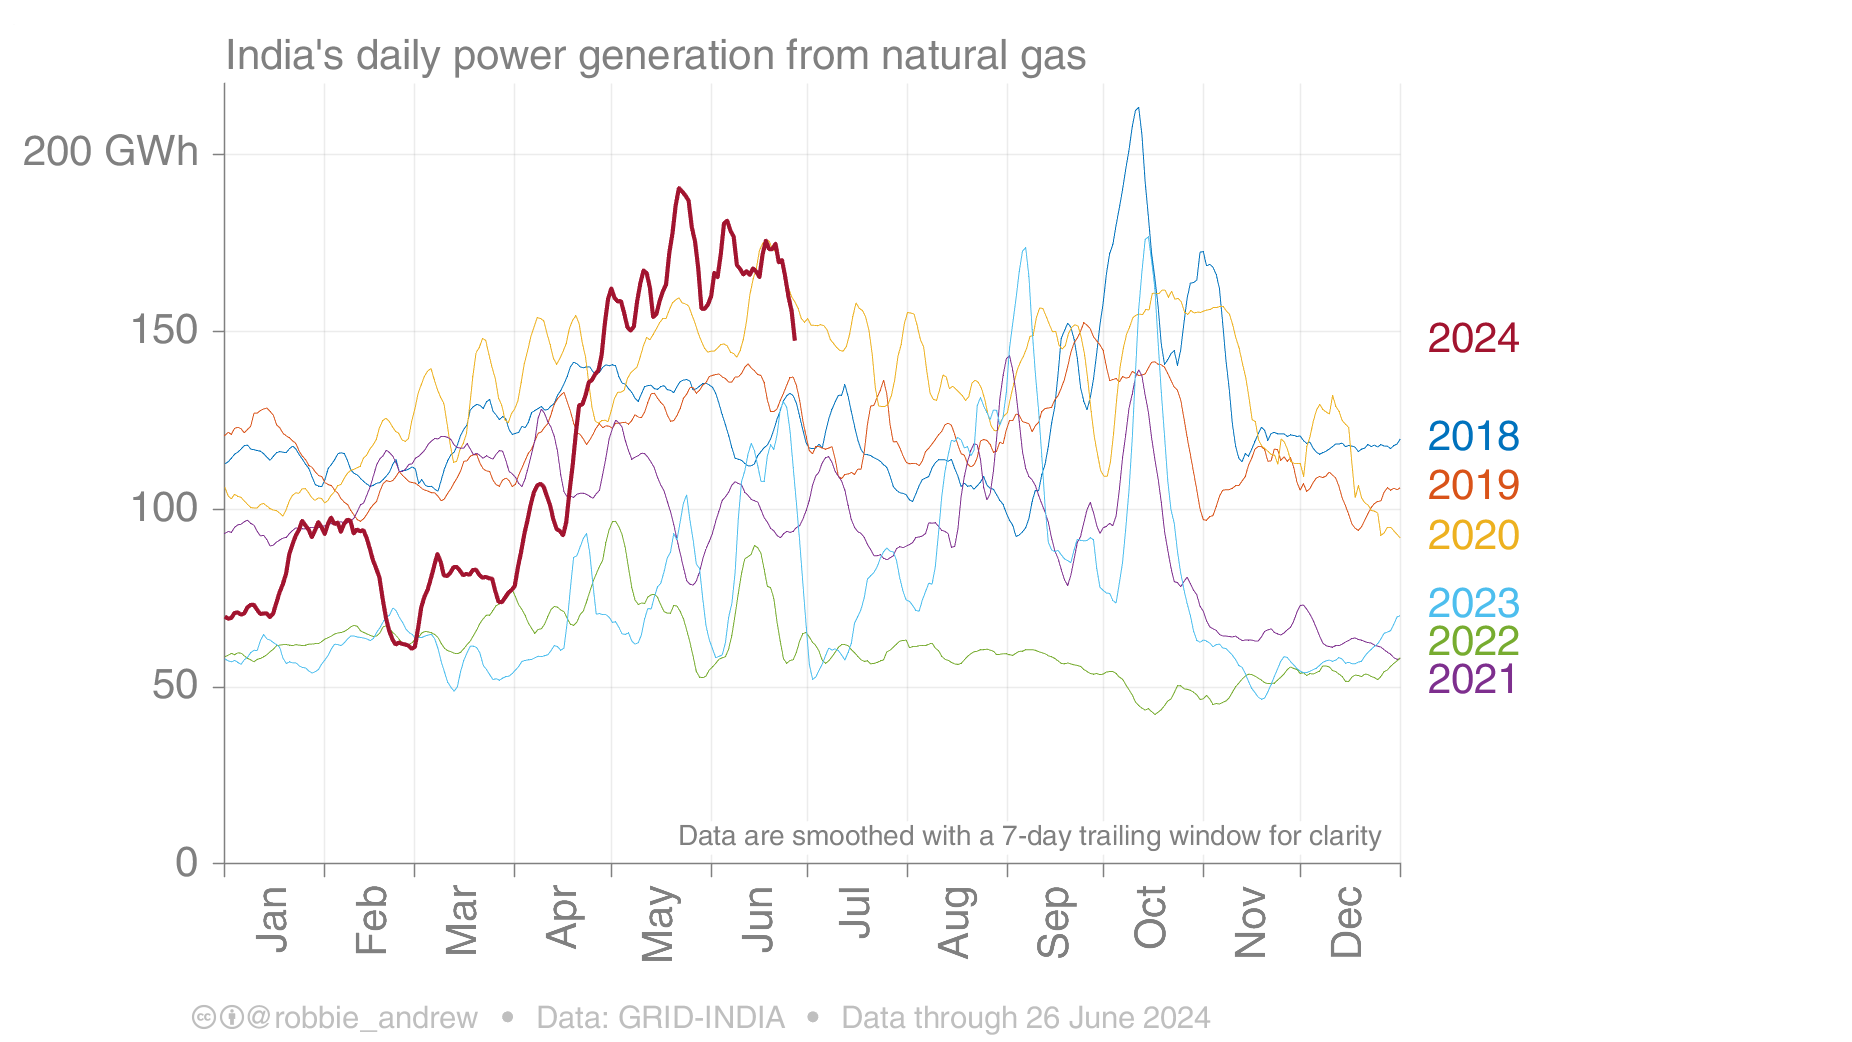 India's daily power generation from natural gas
200 GWh
150
100
50
0
2024
2018
2019
2020
2023
2022
2021
Data are smoothed with a 7-day trailing window for clarity
Jan Feb Mar Apr May Jun Jul Aug Sep Oct Nov Dec
@robbie_andrew • Data: GRID-INDIA • Data through 26 June 2024